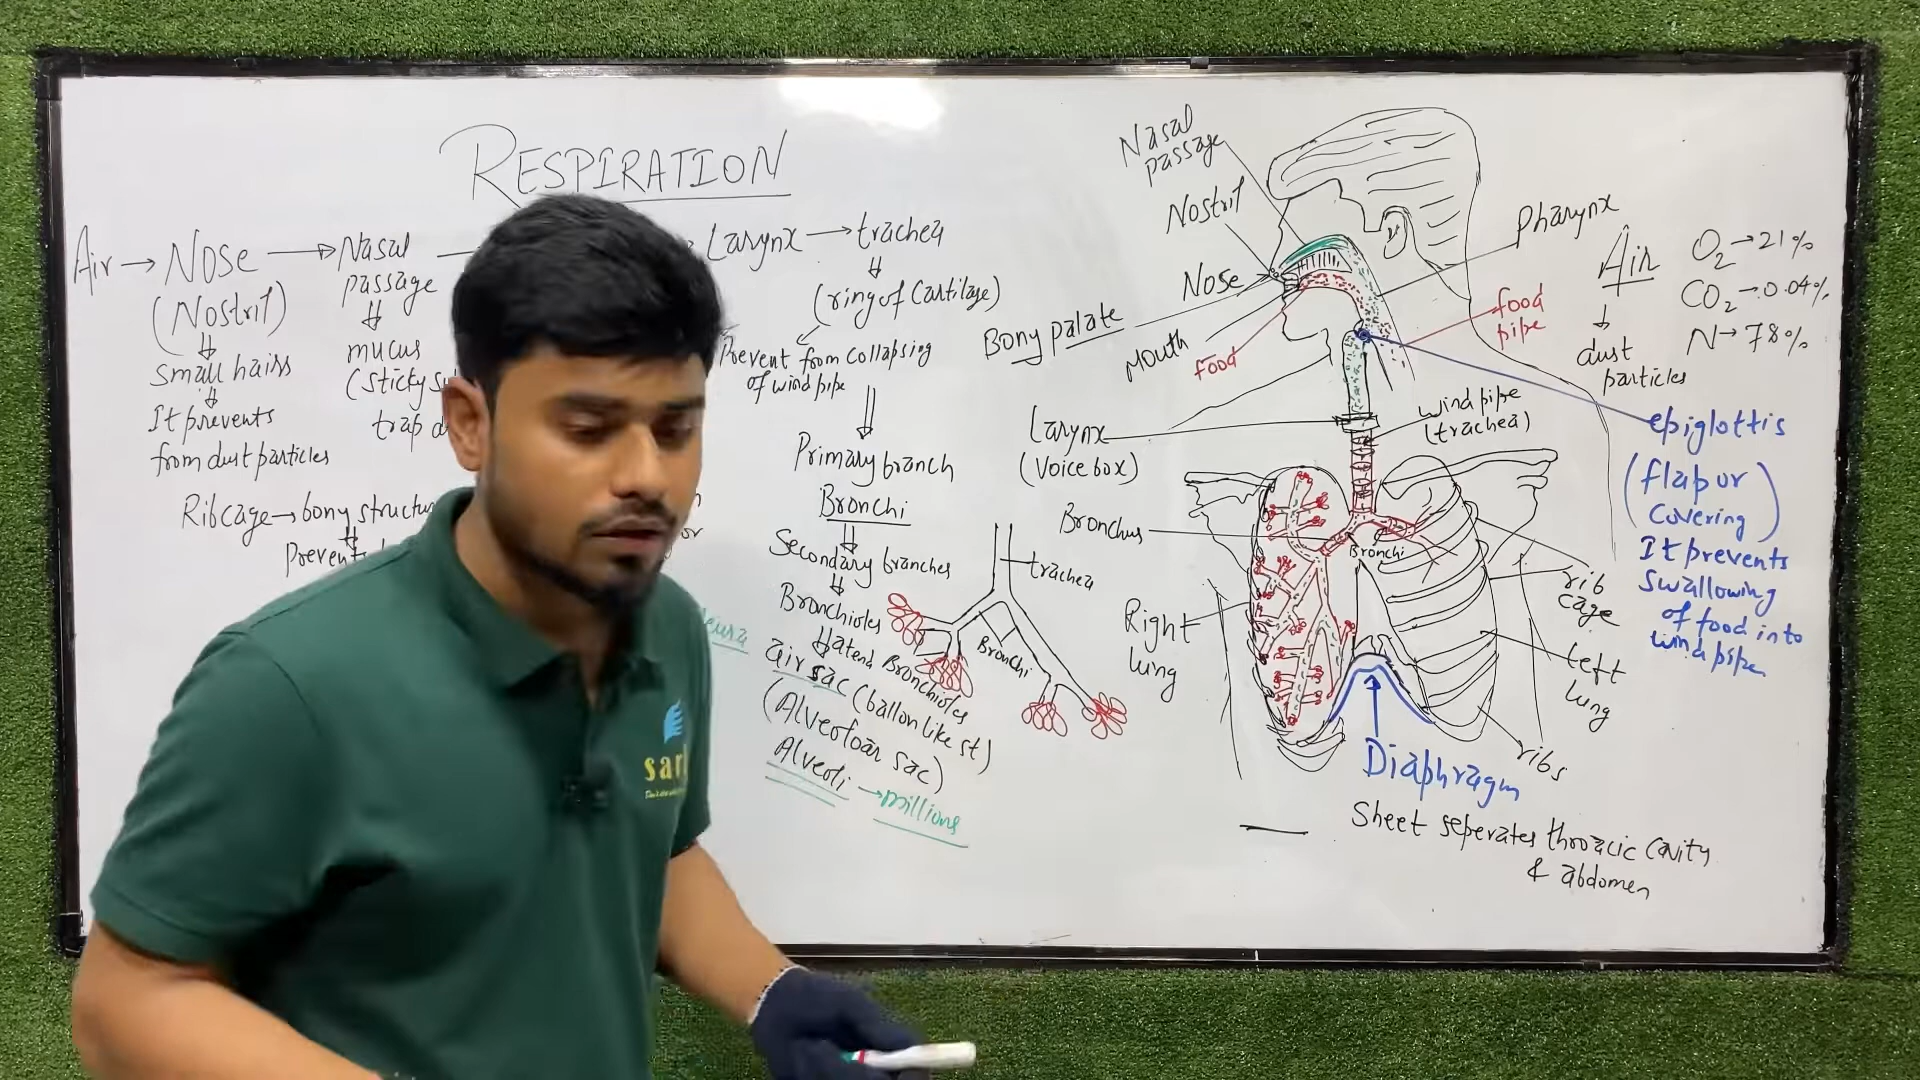 RESPIRATION
Air → Nose → Nasal
Larynx → trachea
passage
(Nostril)
(ring of Cartilage)
small hairs
mucus
Prevent from collapsing
of wind pipe
It prevents
trap
from dust particles
Primary branch
Ribcage → bony
Bronchi
Prevent
Secondary branches
Bronchioles
at end Bronchioles
air sac (ballon like st)
(Alveoloar sac)
Alveoli → millions
trachea
Bronchi
Nasal
passage
Nostril
Nose
Bony palate
Mouth
food
Larynx
(Voice box)
Bronchus
Right
lung
Pharynx
food
pipe
wind pipe
(trachea)
Bronchi
rib
cage
Left
lung
ribs
Diaphragm
Sheet seperates throacic cavity
& abdomen
Air
dust
particles
O2 → 21%
CO2 → 0.04%
N → 78%
epiglottis
(flap or
covering)
It prevents
swallowing
of food into
wind pipe
sar